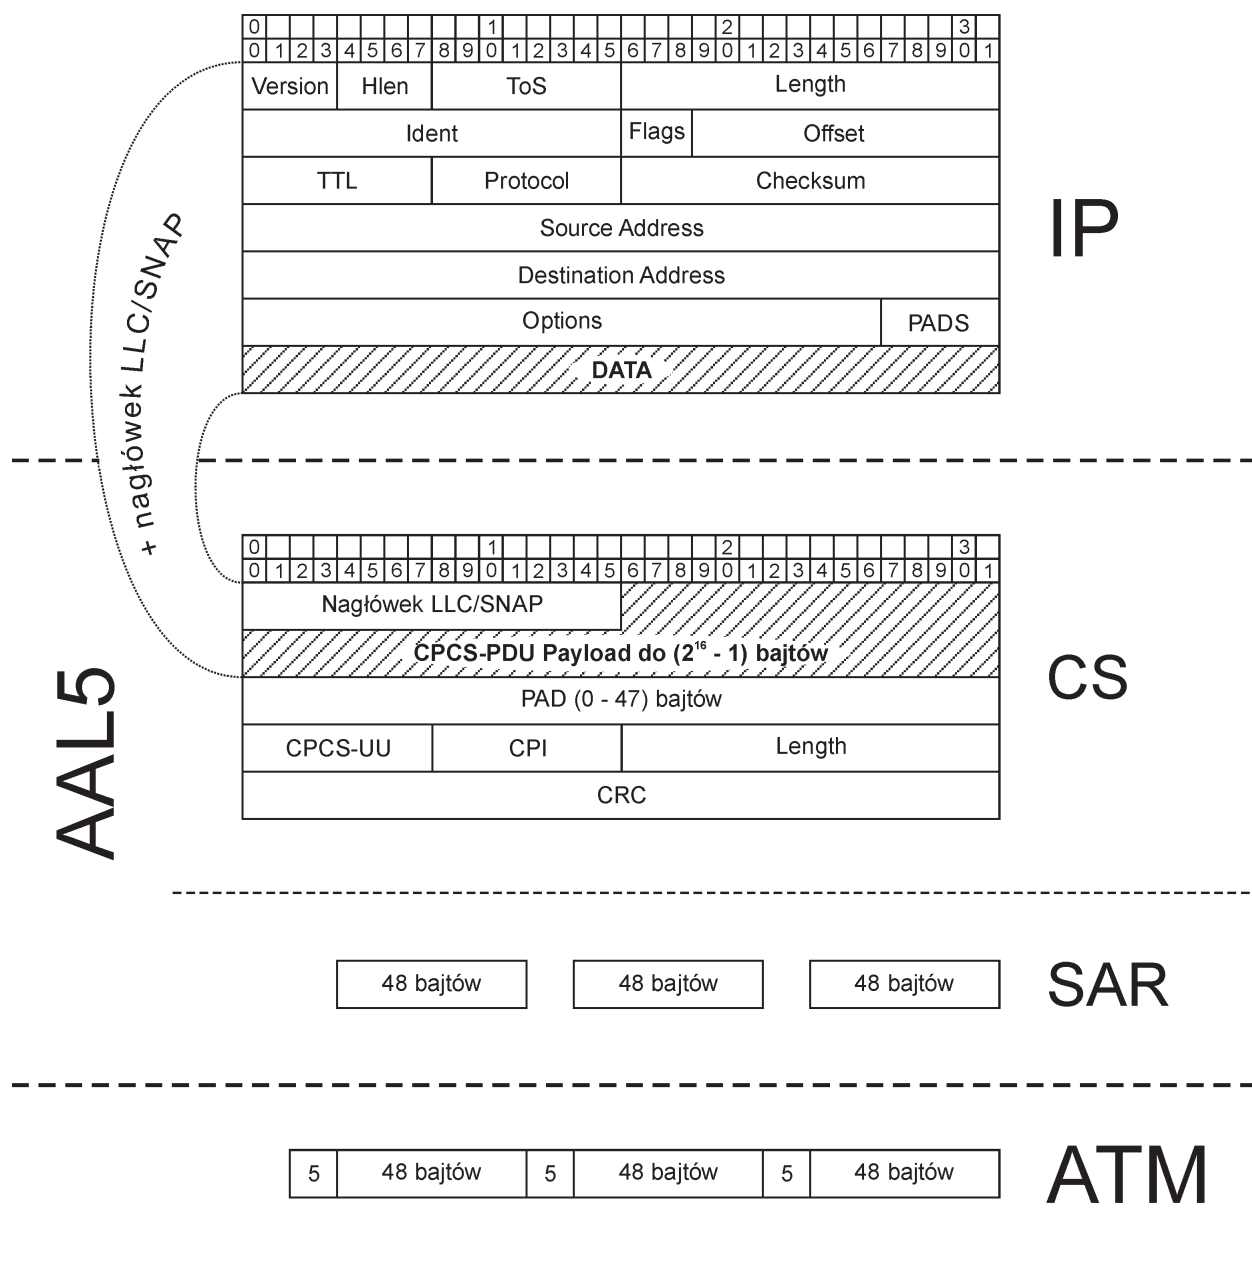 0 1 2 3
0 1 2 3 4 5 6 7 8 9 0 1 2 3 4 5 6 7 8 9 0 1 2 3 4 5 6 7 8 9 0 1
Version Hlen ToS Length
Ident Flags Offset
TTL Protocol Checksum
Source Address
Destination Address
Options PADS
DATA
IP
+ nagłówek LLC/SNAP
0 1 2 3
0 1 2 3 4 5 6 7 8 9 0 1 2 3 4 5 6 7 8 9 0 1 2 3 4 5 6 7 8 9 0 1
Nagłówek LLC/SNAP
CPCS-PDU Payload do (2¹⁶ - 1) bajtów
PAD (0 - 47) bajtów
CPCS-UU CPI Length
CRC
CS
AAL5
48 bajtów 48 bajtów 48 bajtów
SAR
5 48 bajtów 5 48 bajtów 5 48 bajtów
ATM